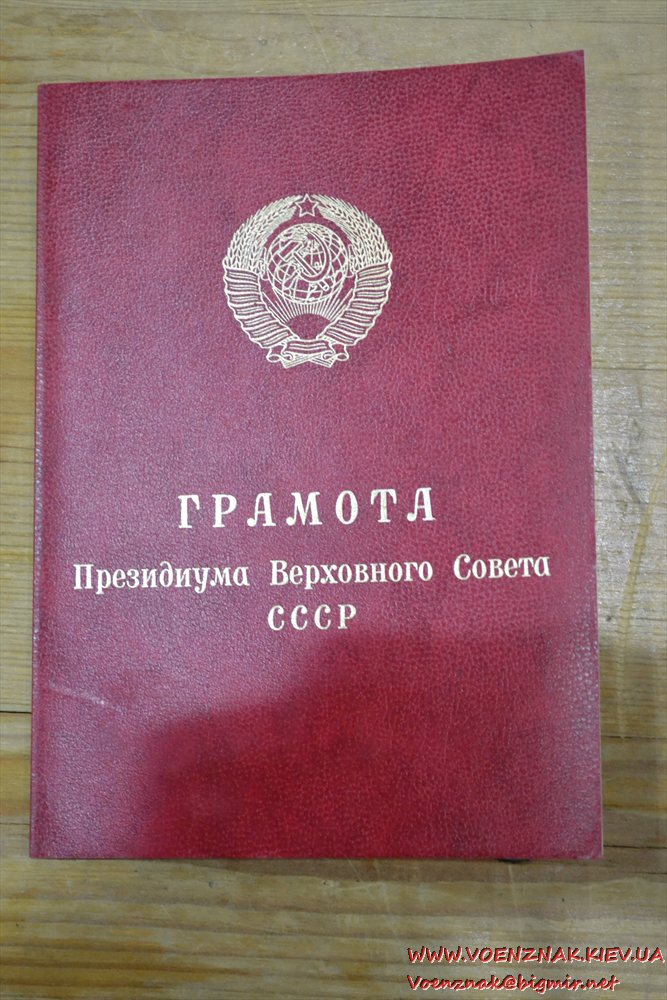 ГРАМОТА
Президиума Верховного Совета
СССР
WWW.VOENZNAK.KIEV.UA
Voenznak@bigmir.net